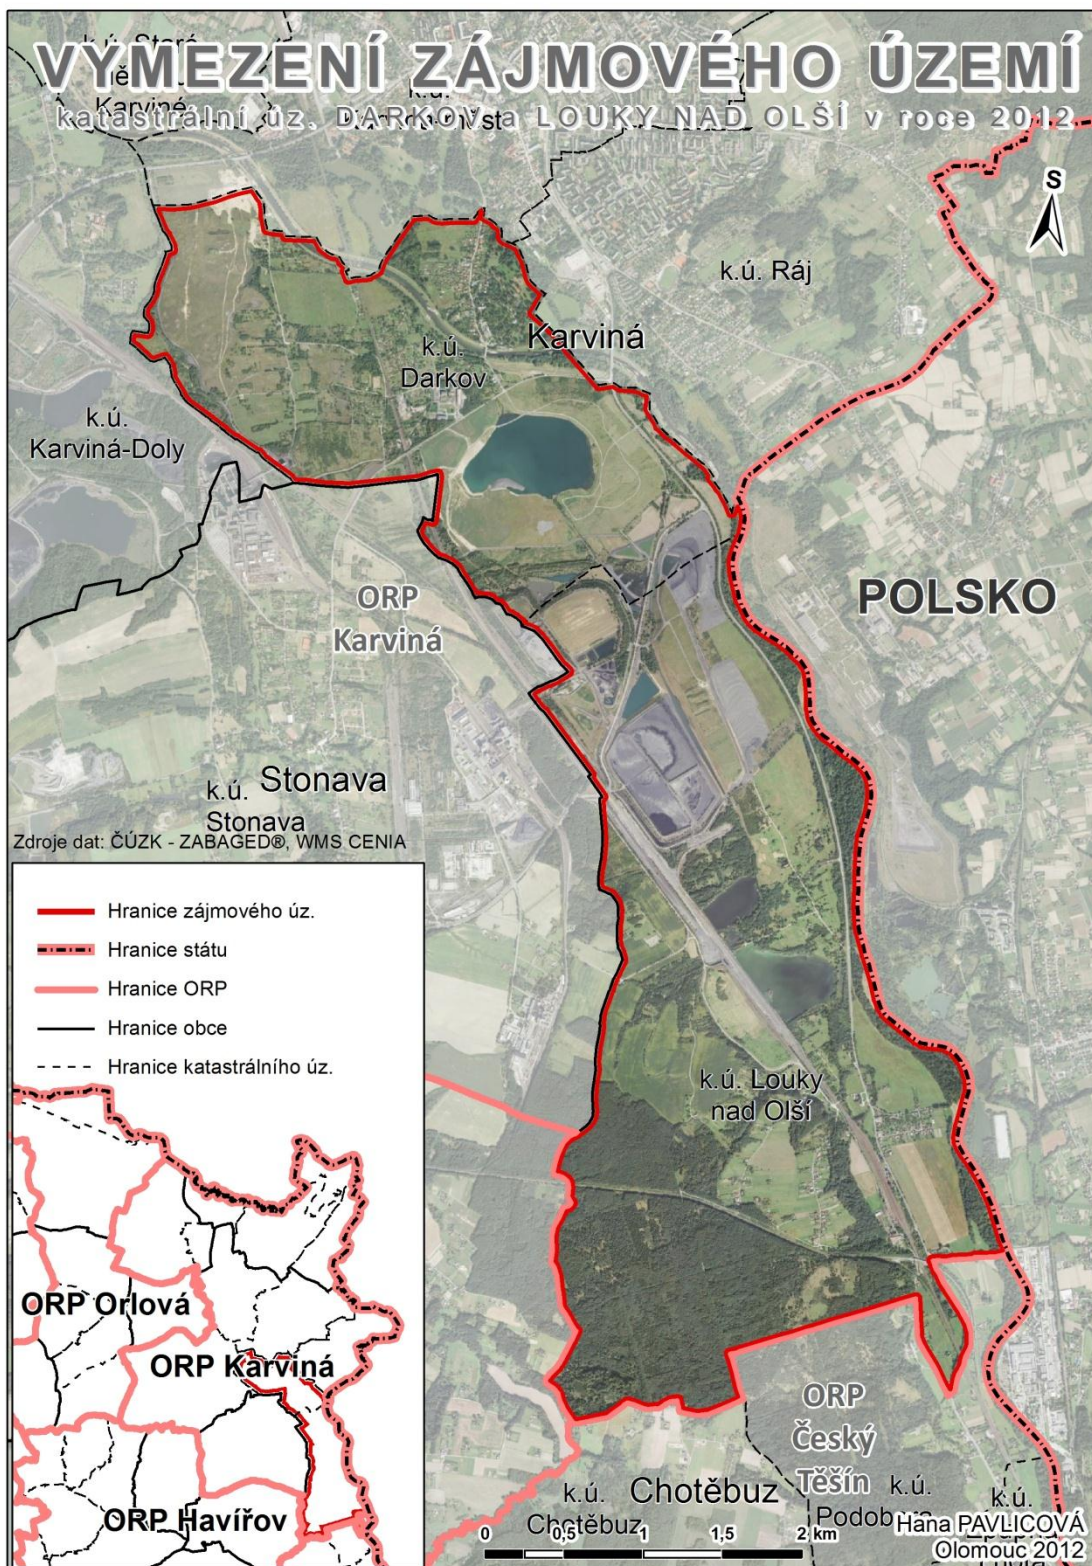 VYMEZENÍ ZÁJMOVÉHO ÚZEMÍ
katastrální úz. DARKOV a LOUKY NAD OLŠÍ v roce 2012
k.ú. Staré
Karviné
k.ú.
S
k.ú. Ráj
Karviná
k.ú.
Darkov
k.ú.
Karviná-Doly
ORP
Karviná
POLSKO
Stonava
k.ú.
Stonava
Zdroje dat: ČÚZK - ZABAGED®, WMS CENIA
Hranice zájmového úz.
Hranice státu
Hranice ORP
Hranice obce
Hranice katastrálního úz.
k.ú. Louky
nad Olší
ORP Orlová
ORP Karviná
ORP Havířov
ORP
Český
Těšín
Chotěbuz
k.ú.
Chotěbuz
k.ú.
k.ú.
0 0,5 1 1,5 2 km
Hana PAVLICOVÁ
Olomouc 2012